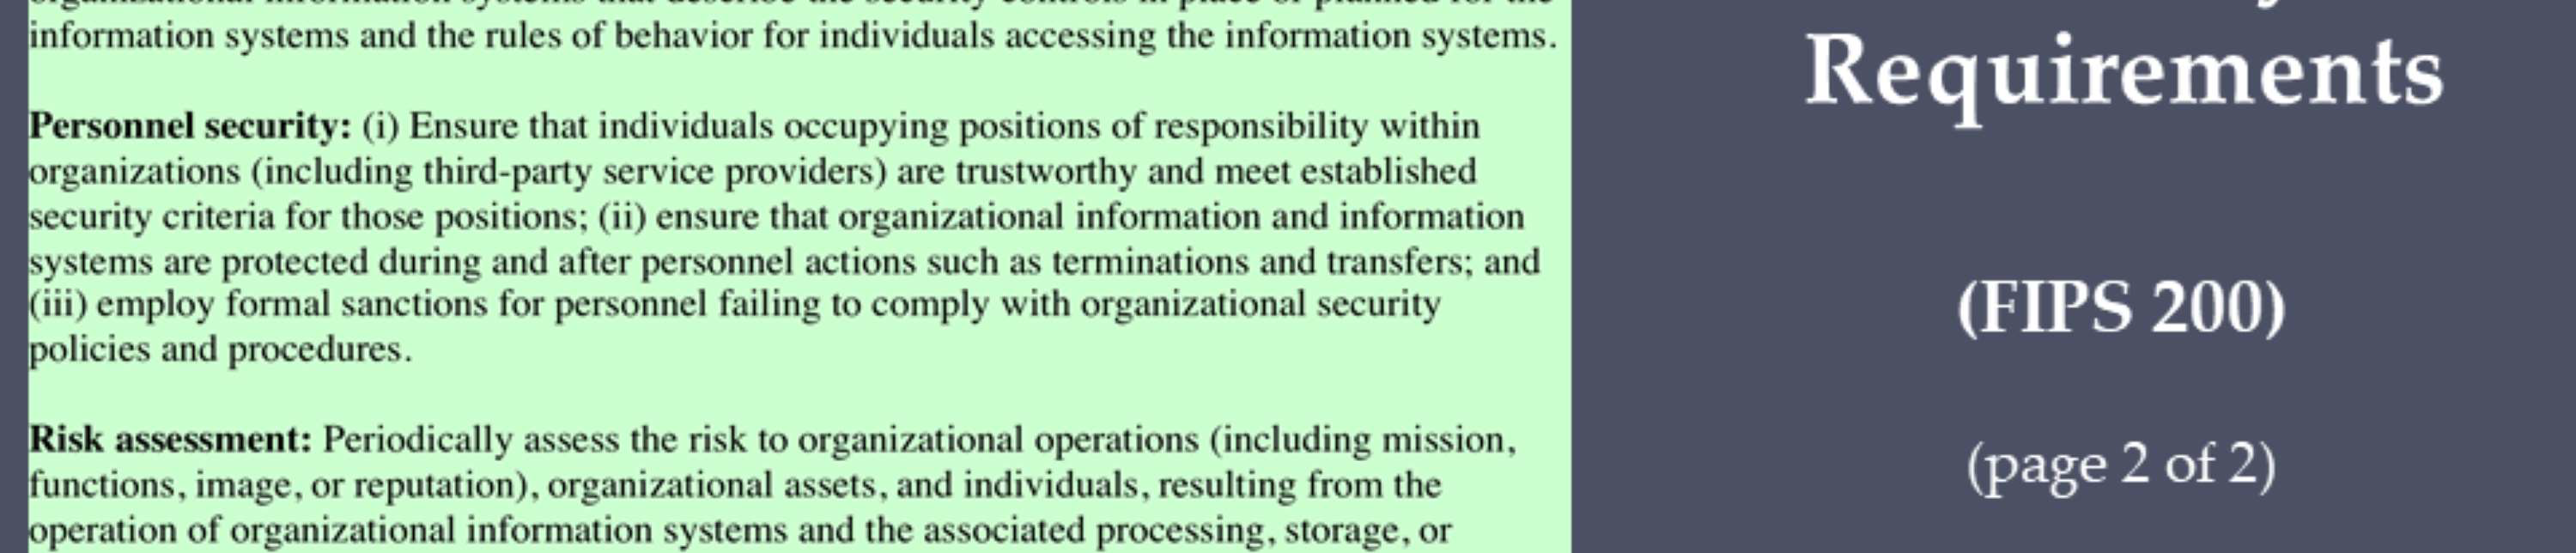 information systems and the rules of behavior for individuals accessing the information systems.
Personnel security: (i) Ensure that individuals occupying positions of responsibility within
organizations (including third-party service providers) are trustworthy and meet established
security criteria for those positions; (ii) ensure that organizational information and information
systems are protected during and after personnel actions such as terminations and transfers; and
(iii) employ formal sanctions for personnel failing to comply with organizational security
policies and procedures.
Risk assessment: Periodically assess the risk to organizational operations (including mission,
functions, image, or reputation), organizational assets, and individuals, resulting from the
operation of organizational information systems and the associated processing, storage, or
Requirements
(FIPS 200)
(page 2 of 2)